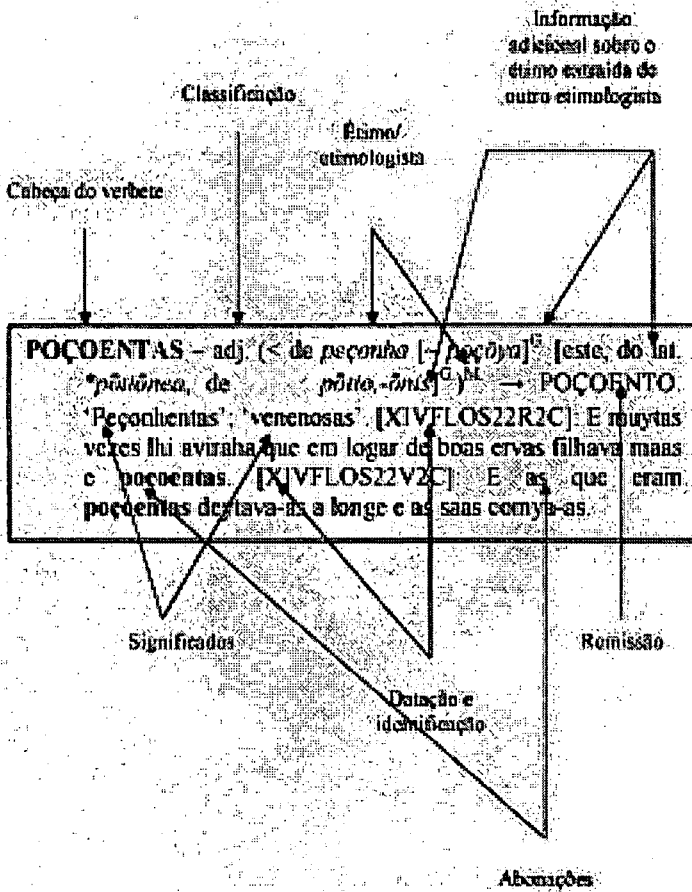 Informação
adicional sobre o
étimo extraída de
outro etimologista
Classificação
Étimo/
etimologista
Cabeça do verbete
POÇOENTAS – adj. (< de peçonha [~ poçõya]ᴳ [este, do lat.
*pōtiōnea, de pōtio,-ōnis]ᴳ)ᴹ → POÇOENTO.
‘Peçonhentas’; ‘venenosas’. [XIVFLOS22R2C]: E muytas
vezes lhi aviinha que em logar de boas ervas filhava maas
e poçoentas. [XIVFLOS22V2C]: E as que eram
poçoentas deytava-as a longe e as sãas comya-as.
Significados
Remissão
Datação e
identificação
Abonações